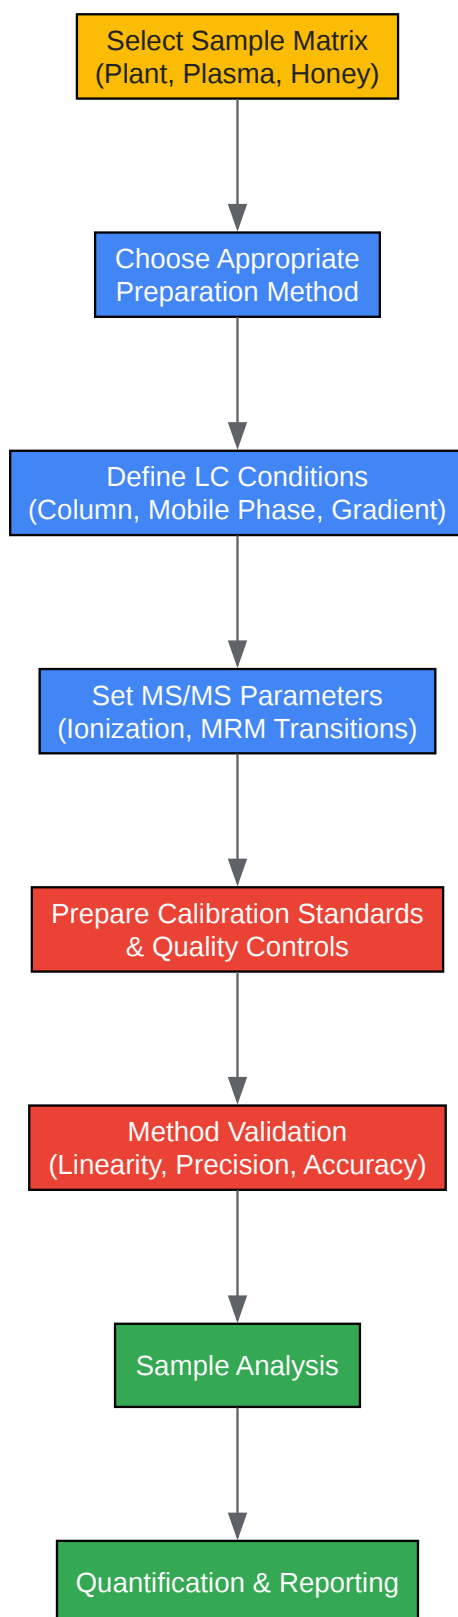 Select Sample Matrix
(Plant, Plasma, Honey)
Choose Appropriate
Preparation Method
Define LC Conditions
(Column, Mobile Phase, Gradient)
Set MS/MS Parameters
(Ionization, MRM Transitions)
Prepare Calibration Standards
& Quality Controls
Method Validation
(Linearity, Precision, Accuracy)
Sample Analysis
Quantification & Reporting